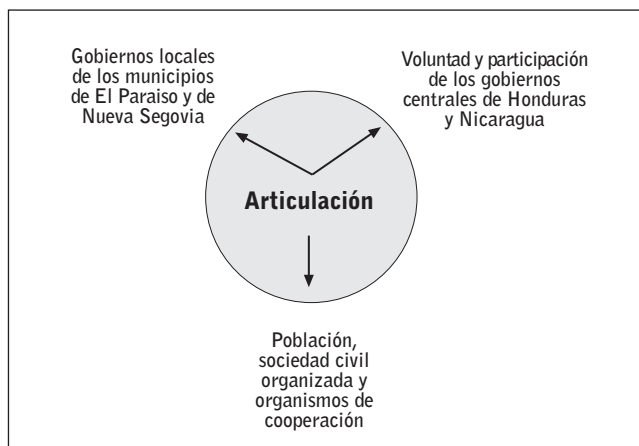 Gobiernos locales
de los municipios
de El Paraiso y de
Nueva Segovia
Voluntad y participación
de los gobiernos
centrales de Honduras
y Nicaragua
Articulación
Población,
sociedad civil
organizada y
organismos de
cooperación